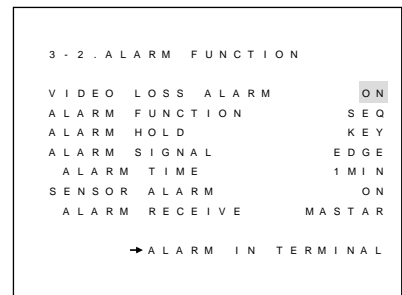 3-2.ALARM FUNCTION
VIDEO LOSS ALARM ON
ALARM FUNCTION SEQ
ALARM HOLD KEY
ALARM SIGNAL EDGE
ALARM TIME 1MIN
SENSOR ALARM ON
ALARM RECEIVE MASTAR
→ALARM IN TERMINAL